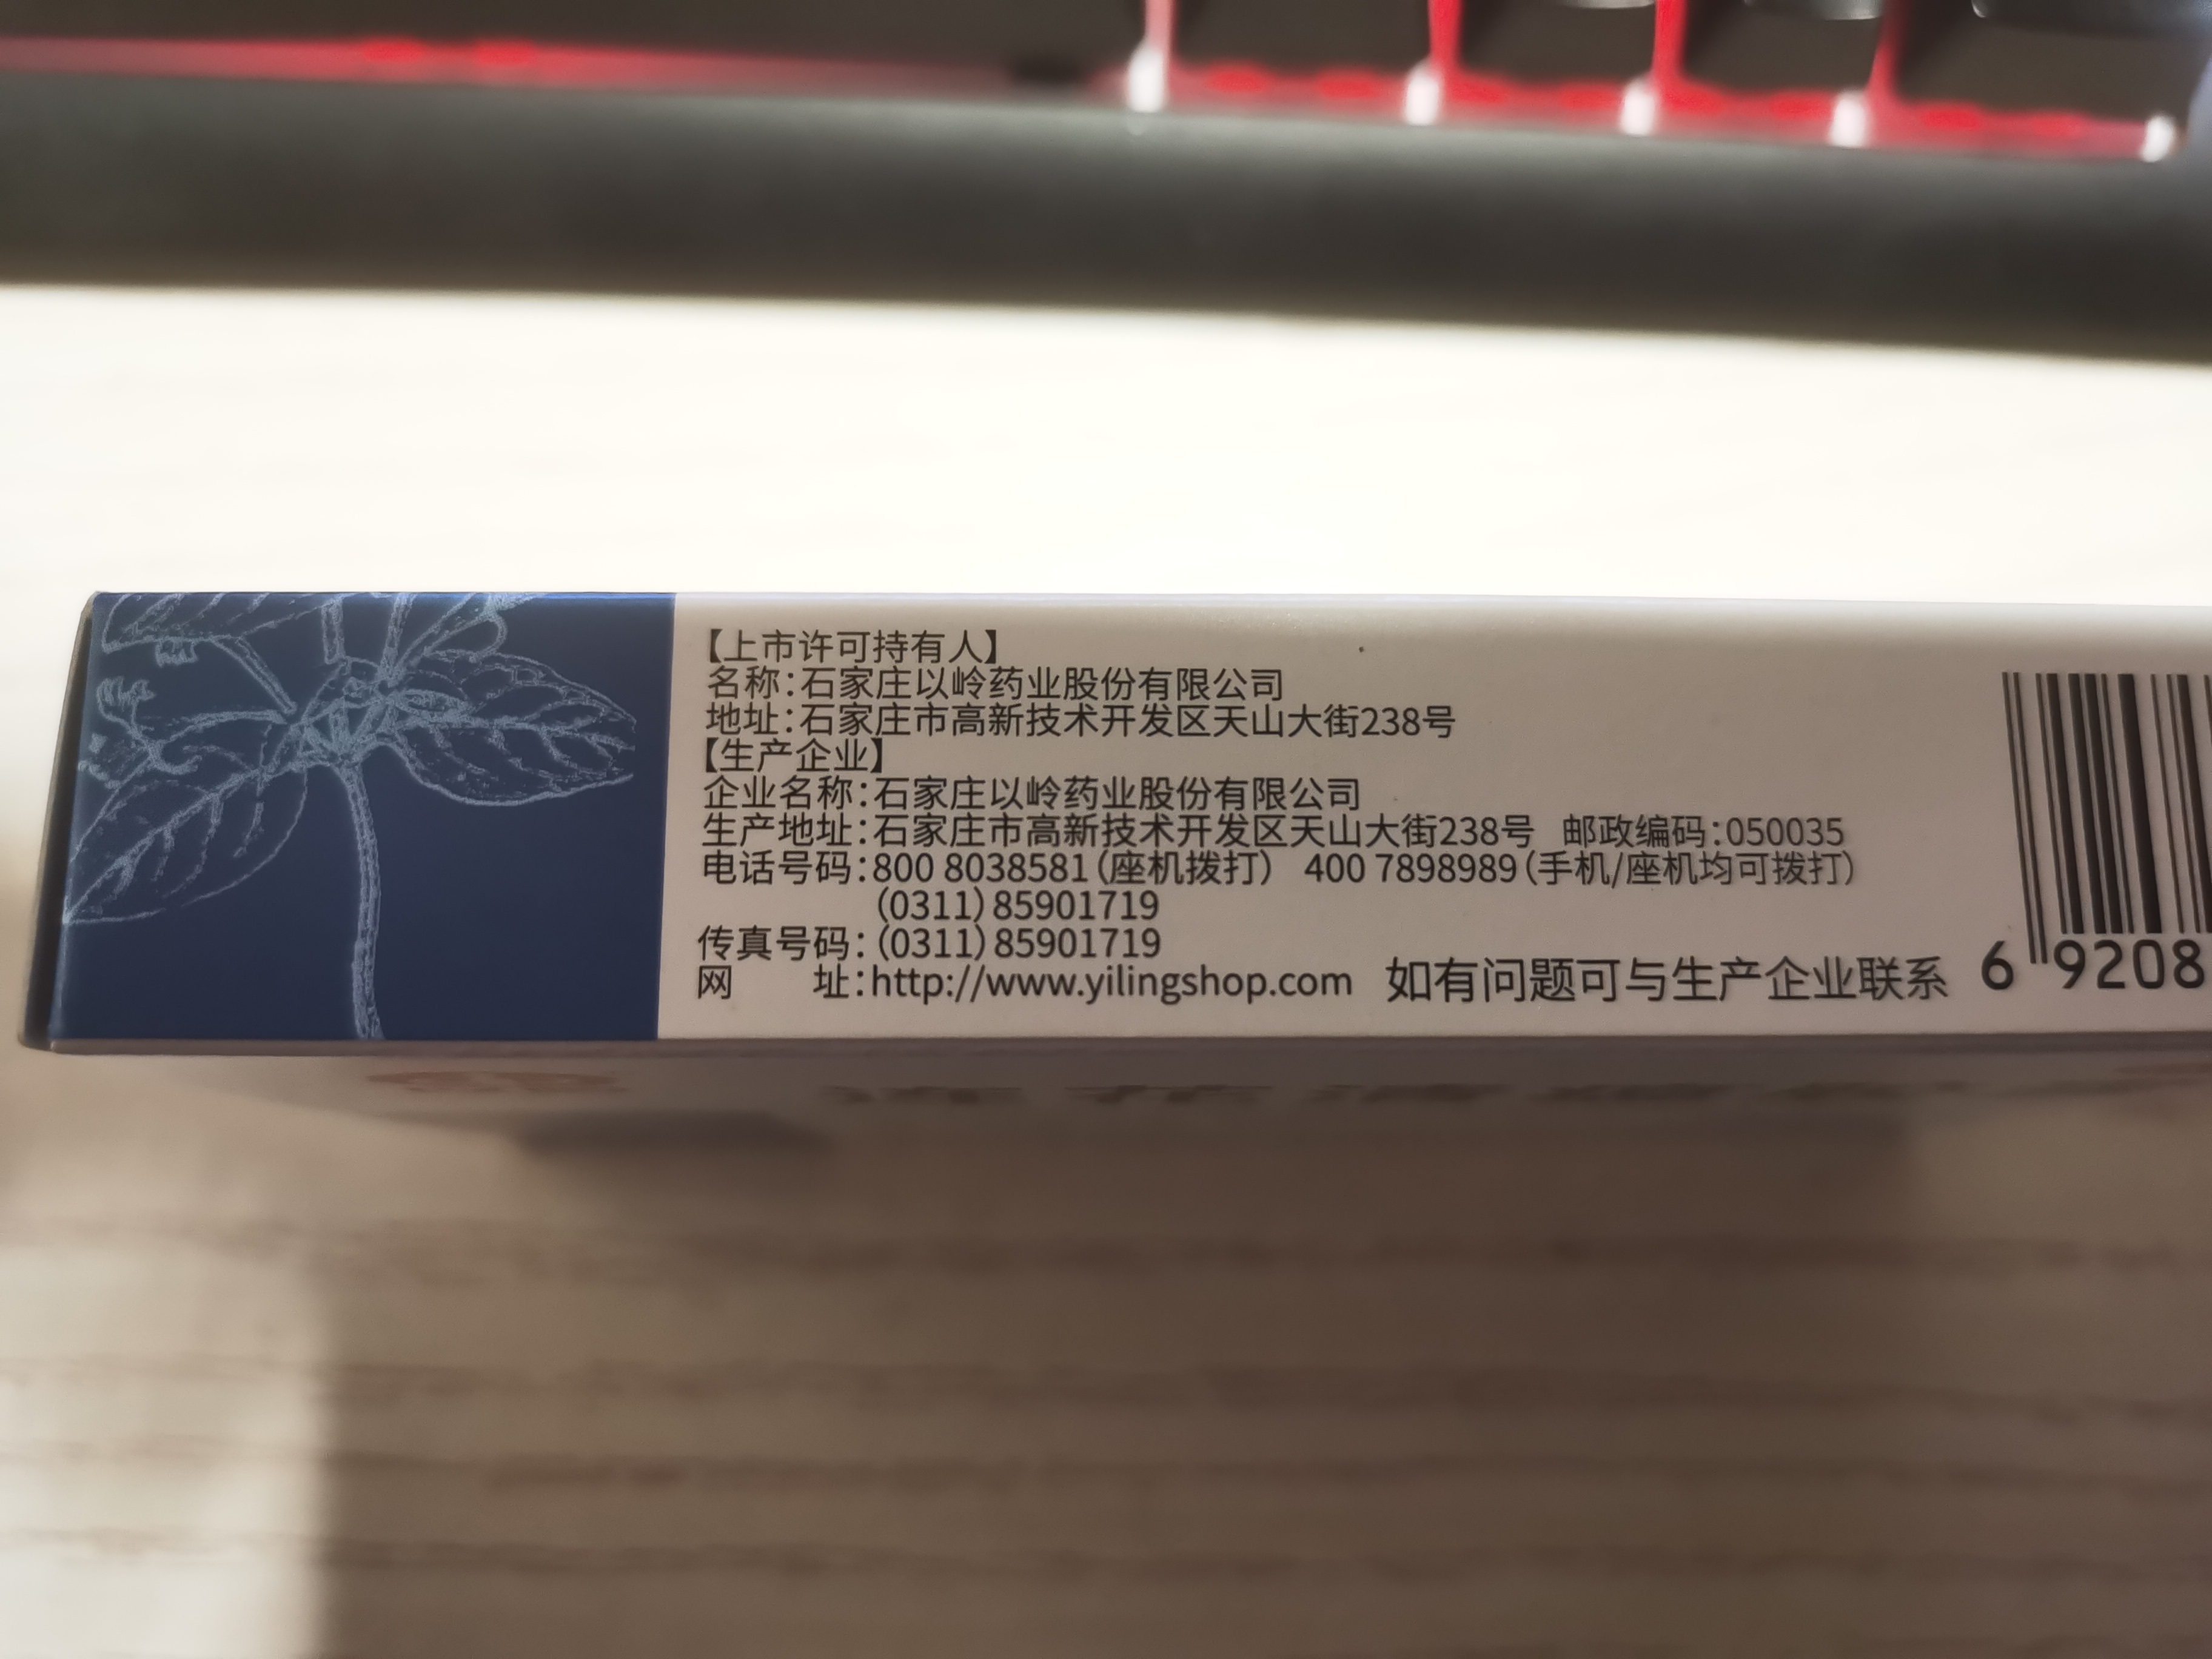 【上市许可持有人】
名称：石家庄以岭药业股份有限公司
地址：石家庄市高新技术开发区天山大街238号
【生产企业】
企业名称：石家庄以岭药业股份有限公司
生产地址：石家庄市高新技术开发区天山大街238号 邮政编码：050035
电话号码：800 8038581（座机拨打） 400 7898989（手机/座机均可拨打）
（0311）85901719
传真号码：（0311）85901719
网 址：http://www.yilingshop.com 如有问题可与生产企业联系
6 9208